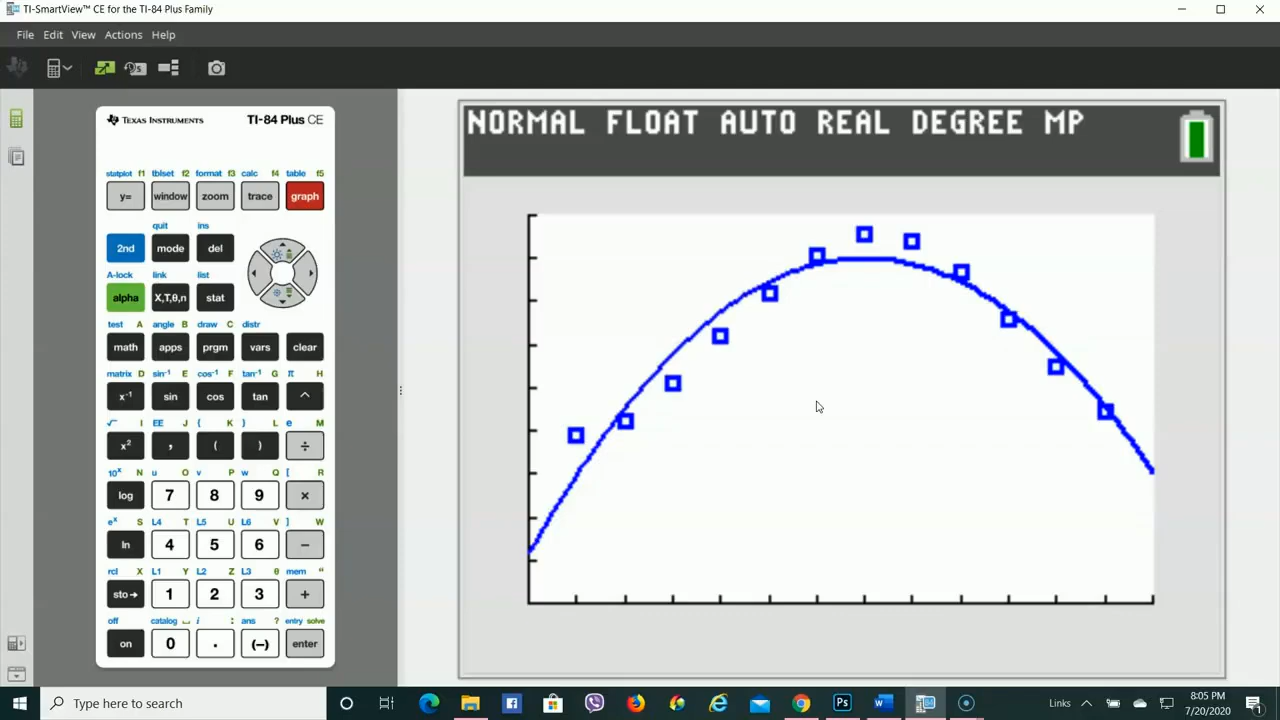 TI-SmartView™ CE for the TI-84 Plus Family
File Edit View Actions Help
TEXAS INSTRUMENTS TI-84 Plus CE
NORMAL FLOAT AUTO REAL DEGREE MP
statplot f1 tblset f2 format f3 calc f4 table f5
y= window zoom trace graph
quit ins
2nd mode del
A-lock link list
alpha X,T,θ,n stat
test A angle B draw C distr
math apps prgm vars clear
matrix D sin⁻¹ E cos⁻¹ F tan⁻¹ G π H
x⁻¹ sin cos tan ^
√ I EE J { K } L e M
x² , ( ) ÷
10ˣ N u O v P w Q [ R
log 7 8 9 ×
eˣ S L4 T L5 U L6 V ] W
ln 4 5 6 −
rcl X L1 Y L2 Z L3 θ mem “
sto→ 1 2 3 +
off catalog ␣ i : ans ? entry solve
on 0 . (−) enter
Type here to search
Links
8:05 PM
7/20/2020